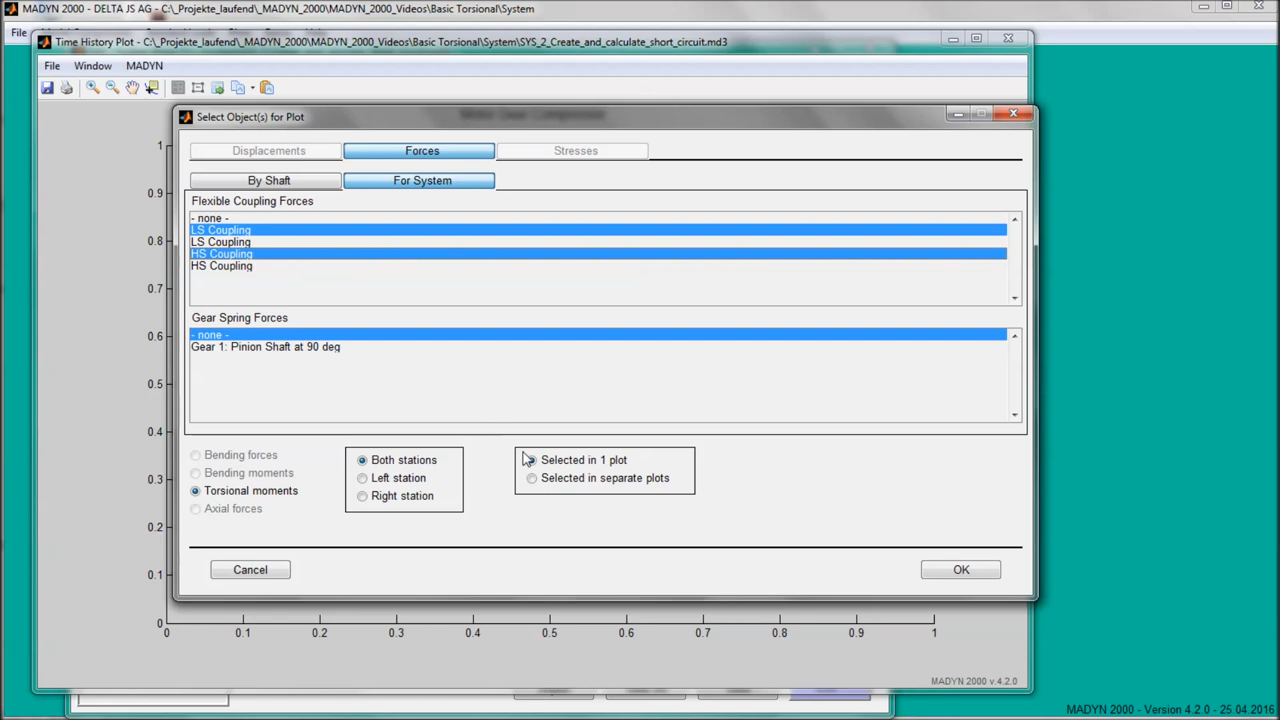 MADYN 2000 - DELTA JS AG - C:\_Projekte_laufend\_MADYN_2000\MADYN_2000_Videos\Basic Torsional\System
File
Time History Plot - C:\_Projekte_laufend\_MADYN_2000\MADYN_2000_Videos\Basic Torsional\System\SYS_2_Create_and_calculate_short_circuit.md3
File Window MADYN
Select Object(s) for Plot
Displacements Forces Stresses
By Shaft For System
Flexible Coupling Forces
- none -
LS Coupling
LS Coupling
HS Coupling
HS Coupling
Gear Spring Forces
- none -
Gear 1: Pinion Shaft at 90 deg
Bending forces
Bending moments
Torsional moments
Axial forces
Both stations
Left station
Right station
Selected in 1 plot
Selected in separate plots
Cancel OK
1
0.9
0.8
0.7
0.6
0.5
0.4
0.3
0.2
0.1
0
0 0.1 0.2 0.3 0.4 0.5 0.6 0.7 0.8 0.9 1
MADYN 2000 v.4.2.0
MADYN 2000 - Version 4.2.0 - 25.04.2016